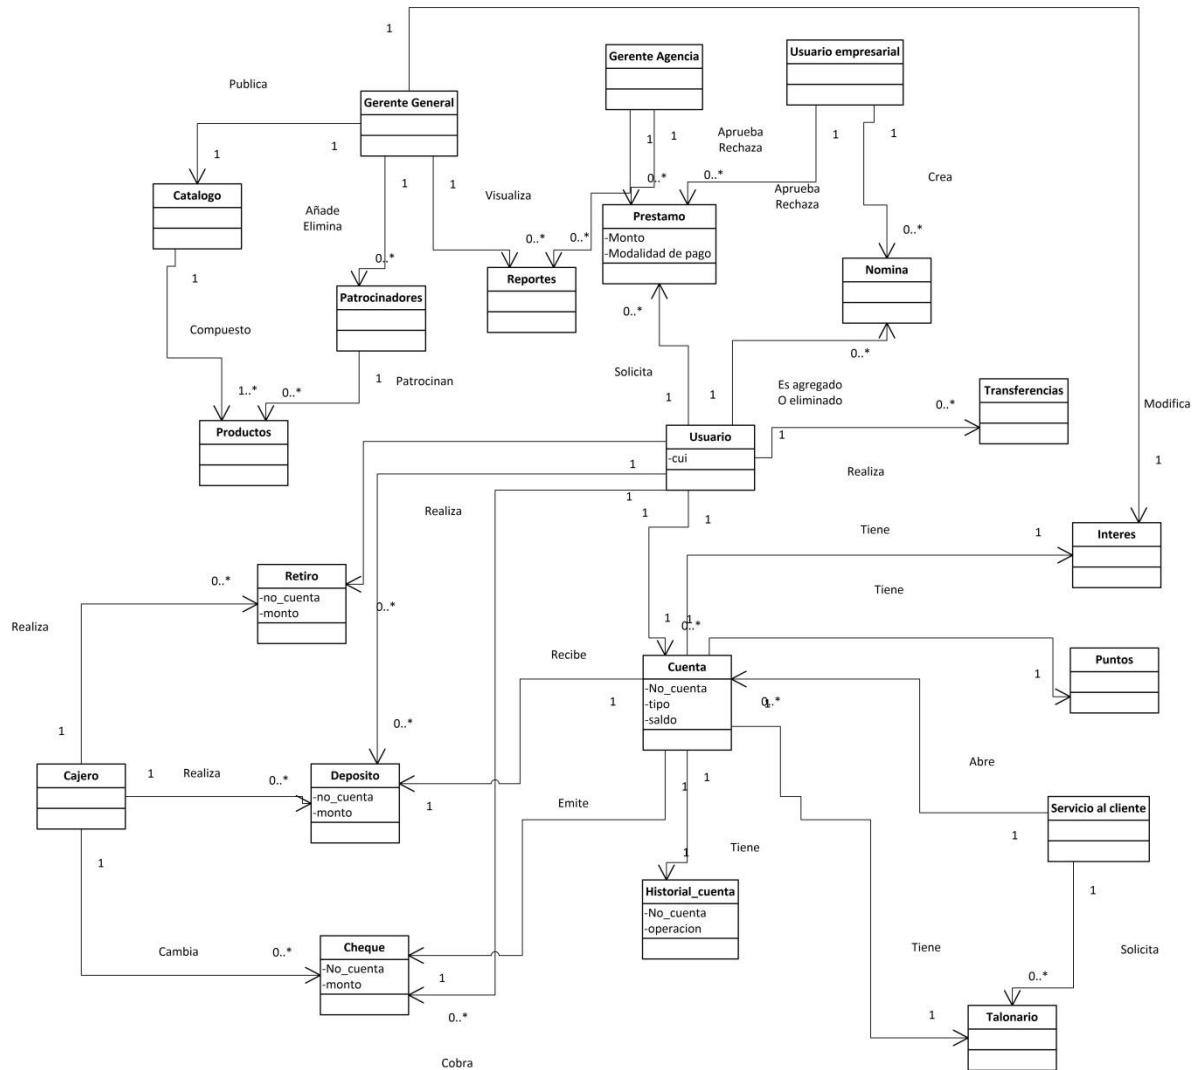 1
Gerente Agencia
Usuario empresarial
Publica
Gerente General
1
1
1
1
Aprueba
Rechaza
1
1
1
1
Crea
Catalogo
Añade
Elimina
Visualiza
0..*
0..*
Aprueba
Rechaza
Prestamo
-Monto
-Modalidad de pago
0..*
0..*
0..*
0..*
Nomina
1
Reportes
Patrocinadores
0..*
Compuesto
0..*
1
Patrocinan
Solicita
Es agregado
O eliminado
Transferencias
1..*
0..*
1
1
0..*
Modifica
Productos
Usuario
-cui
1
1
1
Realiza
1
Realiza
1
1
Tiene
1
Interes
Retiro
-no_cuenta
-monto
0..*
0..*
Tiene
Realiza
1
1
0..*
Recibe
Cuenta
-No_cuenta
-tipo
-saldo
1
Puntos
1
0..*
1
0..*
1
Cajero
1
Realiza
0..*
Deposito
-no_cuenta
-monto
1
1
1
Abre
Emite
Servicio al cliente
1
1
1
Tiene
1
Historial_cuenta
-No_cuenta
-operacion
Cambia
0..*
Cheque
-No_cuenta
-monto
1
Tiene
Solicita
0..*
0..*
1
Talonario
Cobra